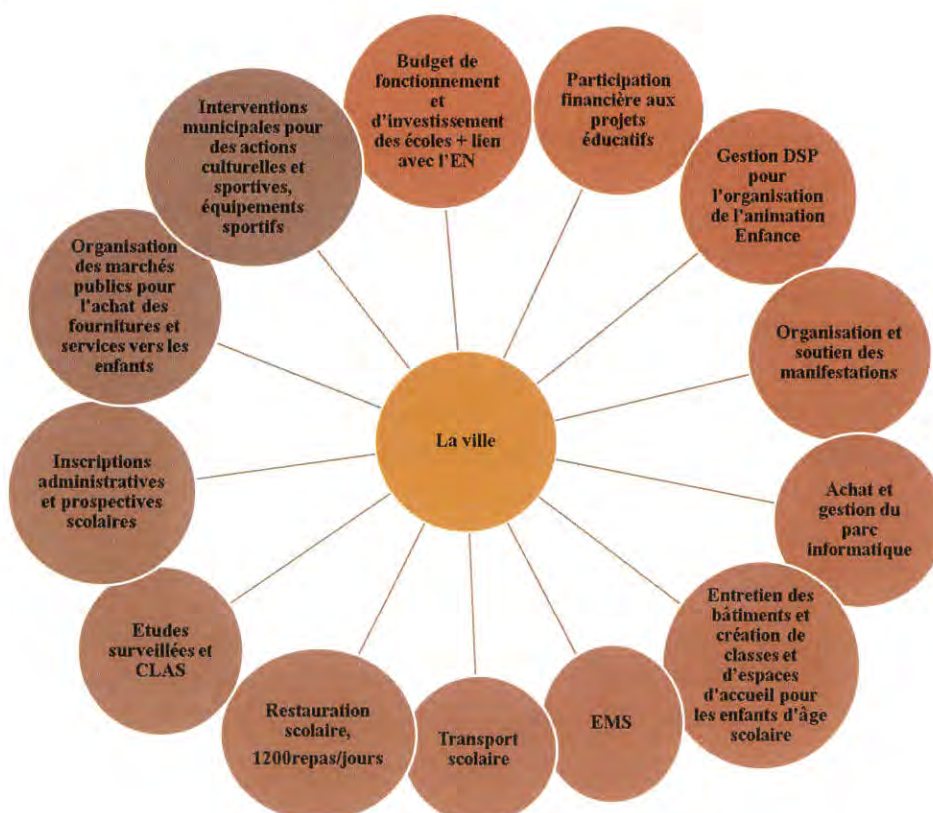 Budget de
fonctionnement
et
d'investissement
des écoles + lien
avec l'EN
Participation
financière aux
projets
éducatifs
Gestion DSP
pour
l'organisation
de l'animation
Enfance
Organisation et
soutien des
manifestations
Achat et
gestion du
parc
informatique
Entretien des
bâtiments et
création de
classes et
d'espaces
d'accueil pour
les enfants d'âge
scolaire
EMS
Transport
scolaire
Restauration
scolaire,
1200repas/jours
Etudes
surveillées et
CLAS
Inscriptions
administratives
et prospectives
scolaires
Organisation
des marchés
publics pour
l'achat des
fournitures et
services vers les
enfants
Interventions
municipales pour
des actions
culturelles et
sportives,
équipements
sportifs
La ville